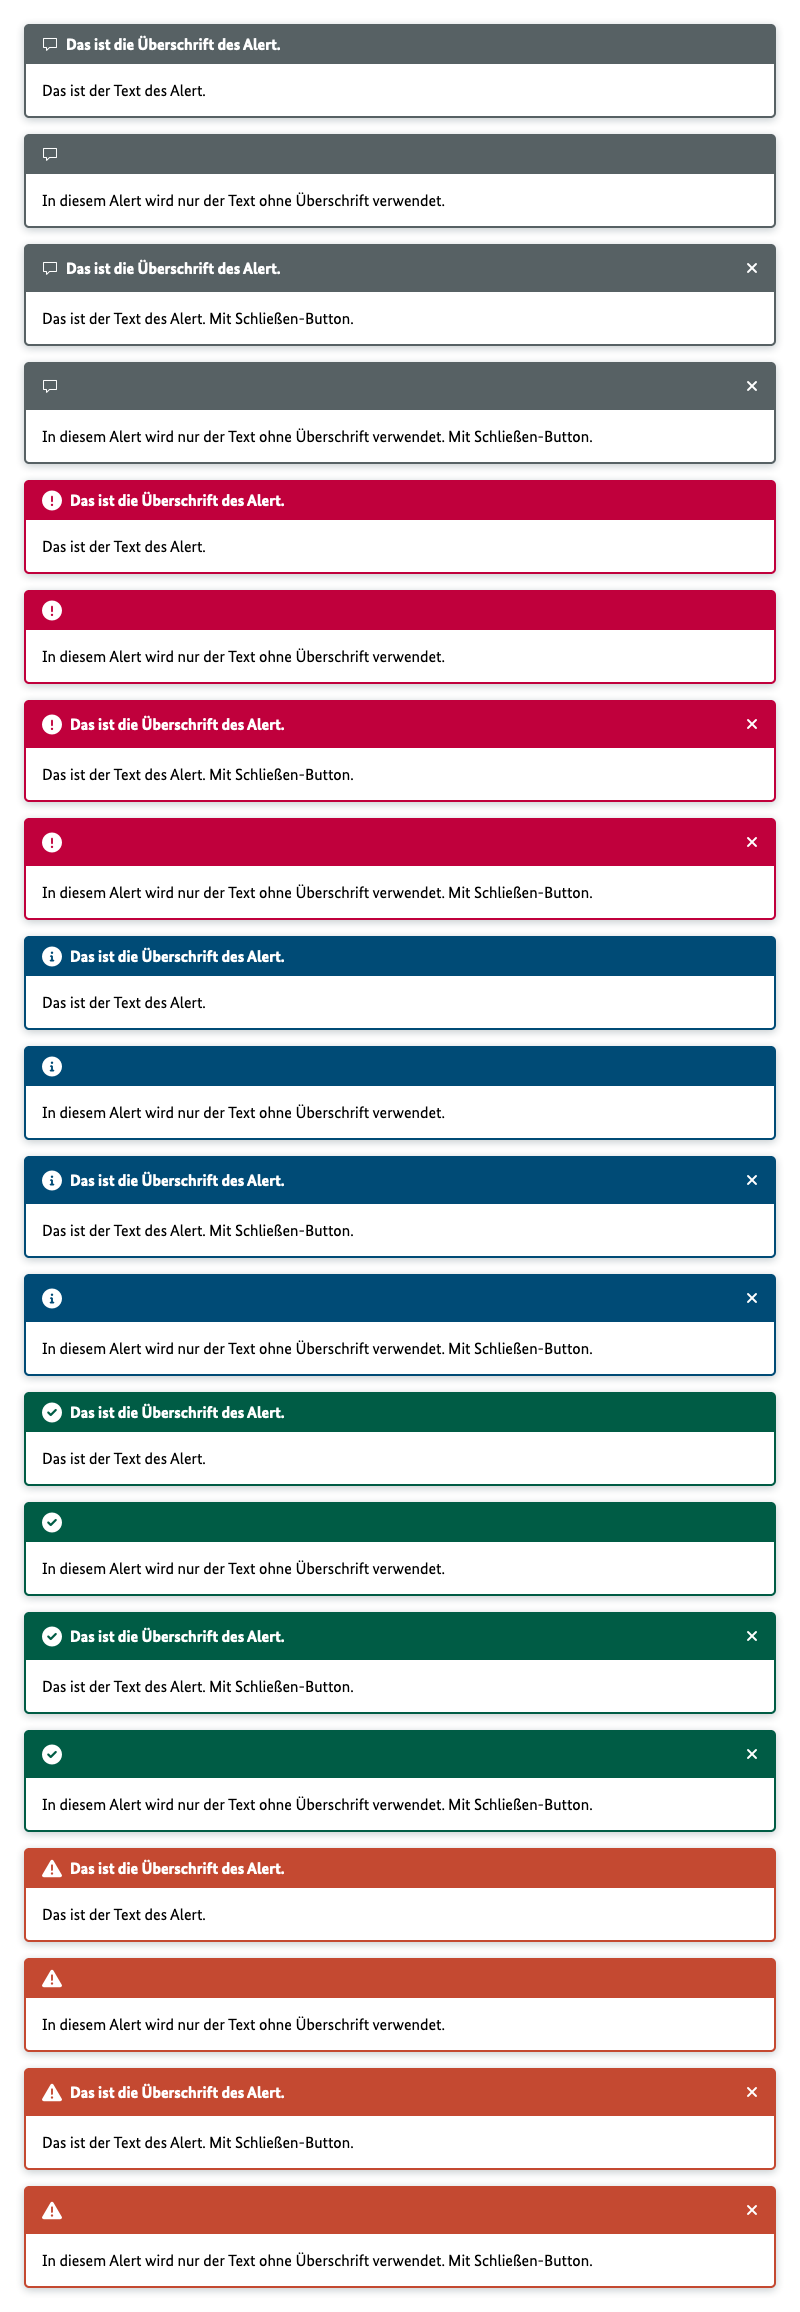 Das ist die Überschrift des Alert.
Das ist der Text des Alert.
In diesem Alert wird nur der Text ohne Überschrift verwendet.
Das ist die Überschrift des Alert.
Das ist der Text des Alert. Mit Schließen-Button.
In diesem Alert wird nur der Text ohne Überschrift verwendet. Mit Schließen-Button.
Das ist die Überschrift des Alert.
Das ist der Text des Alert.
In diesem Alert wird nur der Text ohne Überschrift verwendet.
Das ist die Überschrift des Alert.
Das ist der Text des Alert. Mit Schließen-Button.
In diesem Alert wird nur der Text ohne Überschrift verwendet. Mit Schließen-Button.
Das ist die Überschrift des Alert.
Das ist der Text des Alert.
In diesem Alert wird nur der Text ohne Überschrift verwendet.
Das ist die Überschrift des Alert.
Das ist der Text des Alert. Mit Schließen-Button.
In diesem Alert wird nur der Text ohne Überschrift verwendet. Mit Schließen-Button.
Das ist die Überschrift des Alert.
Das ist der Text des Alert.
In diesem Alert wird nur der Text ohne Überschrift verwendet.
Das ist die Überschrift des Alert.
Das ist der Text des Alert. Mit Schließen-Button.
In diesem Alert wird nur der Text ohne Überschrift verwendet. Mit Schließen-Button.
Das ist die Überschrift des Alert.
Das ist der Text des Alert.
In diesem Alert wird nur der Text ohne Überschrift verwendet.
Das ist die Überschrift des Alert.
Das ist der Text des Alert. Mit Schließen-Button.
In diesem Alert wird nur der Text ohne Überschrift verwendet. Mit Schließen-Button.